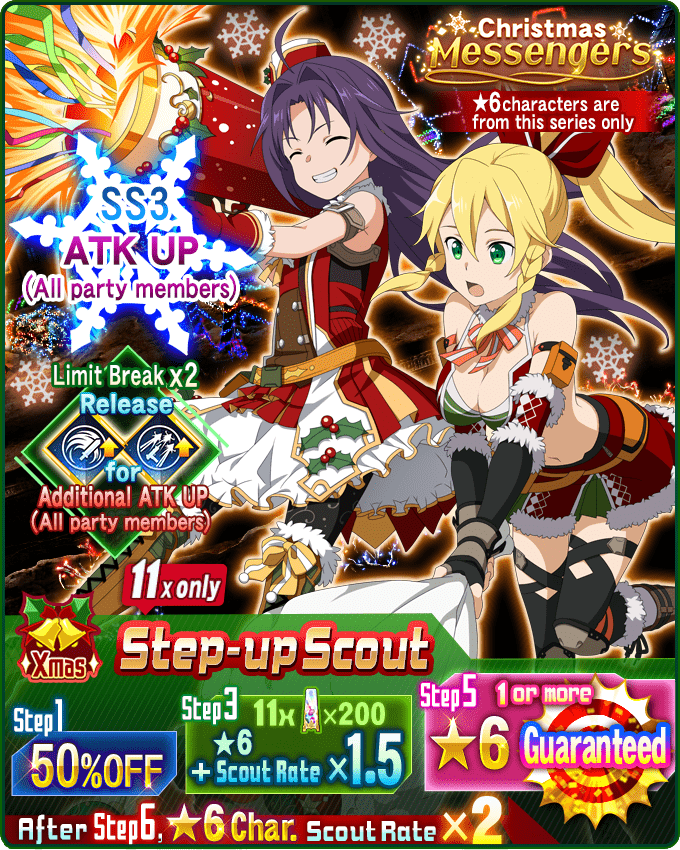 Christmas
Messengers
★6 characters are
from this series only
SS3
ATK UP
(All party members)
Limit Break x2
Release
for
Additional ATK UP
(All party members)
11x only
Xmas
Step-up Scout
Step1
50%OFF
Step3
11x ×200
★6
+ Scout Rate ×1.5
Step5 1 or more
★6 Guaranteed
After Step6, ★6 Char. Scout Rate ×2